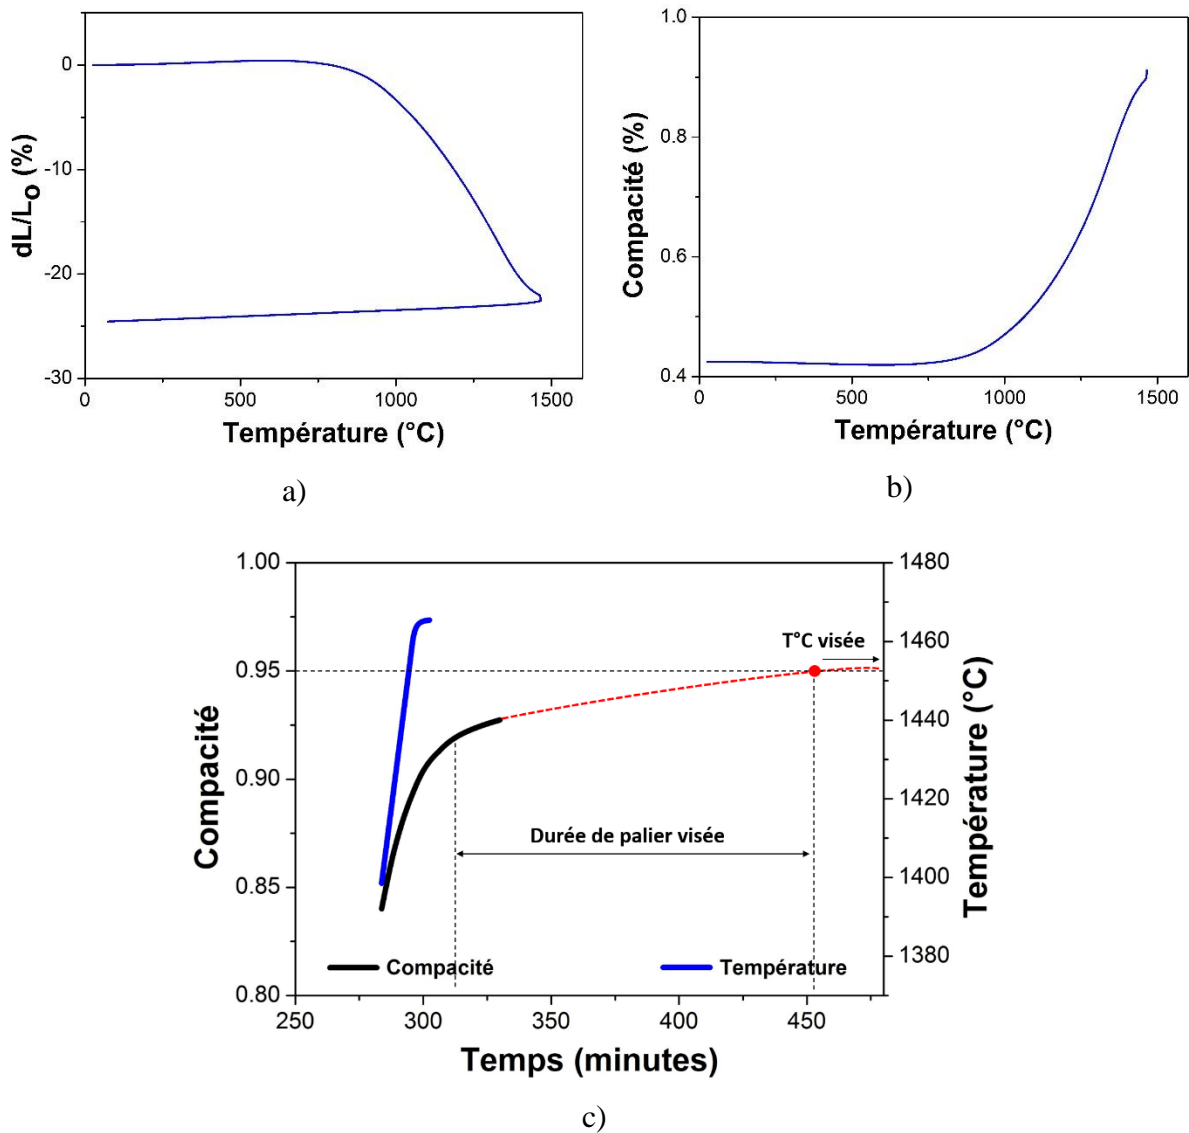 0
-10
-20
-30
dL/LO (%)
0
500
1000
1500
Température (°C)
a)
1.0
0.8
0.6
0.4
Compacité (%)
0
500
1000
1500
Température (°C)
b)
1.00
0.95
0.90
0.85
0.80
Compacité
1480
1460
1440
1420
1400
1380
Température (°C)
T°C visée
Durée de palier visée
Compacité
Température
250
300
350
400
450
Temps (minutes)
c)